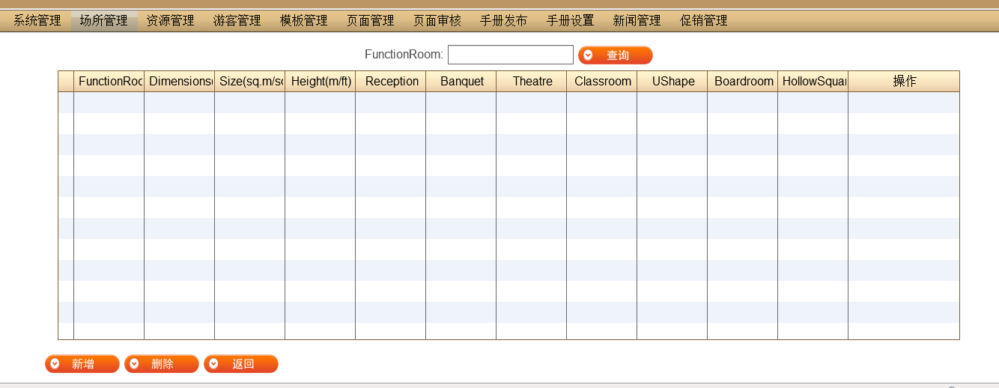 系统管理 场所管理 资源管理 游客管理 模板管理 页面管理 页面审核 手册发布 手册设置 新闻管理 促销管理
FunctionRoom: 查询
FunctionRoo Dimensions( Size(sq.m/sq Height(m/ft) Reception Banquet Theatre Classroom UShape Boardroom HollowSquar 操作
新增 删除 返回